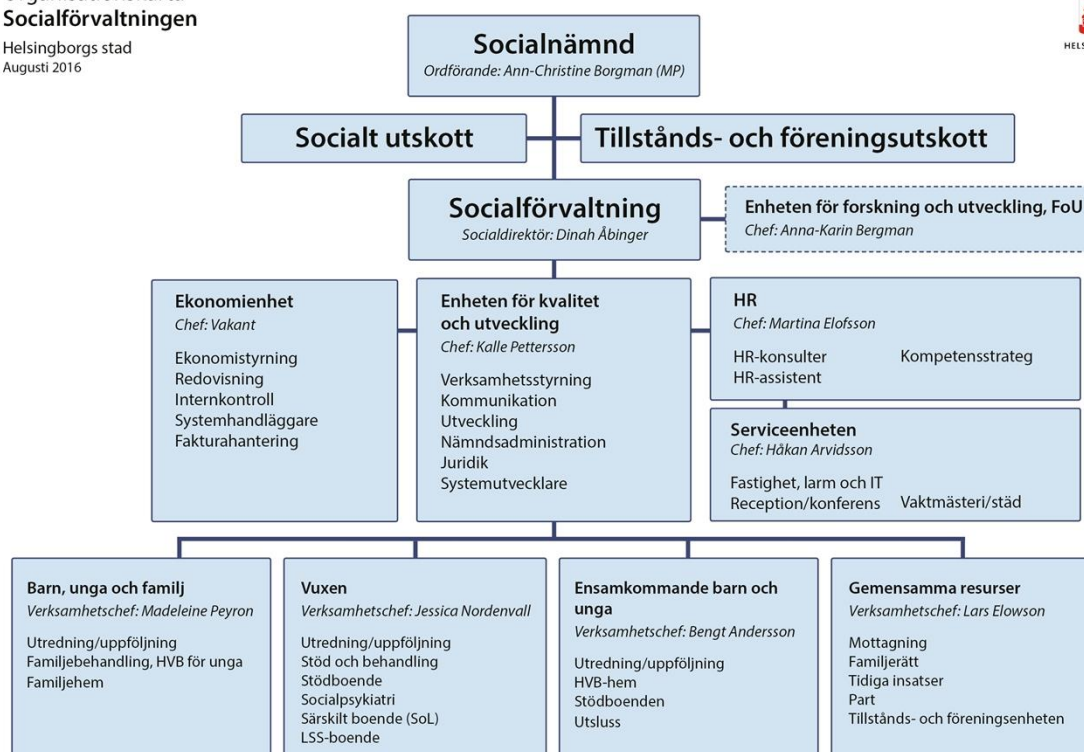 Socialförvaltningen
Helsingborgs stad
Augusti 2016
Socialnämnd
Ordförande: Ann-Christine Borgman (MP)
Socialt utskott
Tillstånds- och föreningsutskott
Socialförvaltning
Socialdirektör: Dinah Åbinger
Enheten för forskning och utveckling, FoU
Chef: Anna-Karin Bergman
Ekonomienhet
Chef: Vakant
Ekonomistyrning
Redovisning
Internkontroll
Systemhandläggare
Fakturahantering
Enheten för kvalitet
och utveckling
Chef: Kalle Pettersson
Verksamhetsstyrning
Kommunikation
Utveckling
Nämndsadministration
Juridik
Systemutvecklare
HR
Chef: Martina Elofsson
HR-konsulter Kompetensstrateg
HR-assistent
Serviceenheten
Chef: Håkan Arvidsson
Fastighet, larm och IT
Reception/konferens Vaktmästeri/städ
Barn, unga och familj
Verksamhetschef: Madeleine Peyron
Utredning/uppföljning
Familjebehandling, HVB för unga
Familjehem
Vuxen
Verksamhetschef: Jessica Nordenvall
Utredning/uppföljning
Stöd och behandling
Stödboende
Socialpsykiatri
Särskilt boende (SoL)
LSS-boende
Ensamkommande barn och
unga
Verksamhetschef: Bengt Andersson
Utredning/uppföljning
HVB-hem
Stödboenden
Utsluss
Gemensamma resurser
Verksamhetschef: Lars Elowson
Mottagning
Familjerätt
Tidiga insatser
Part
Tillstånds- och föreningsenheten